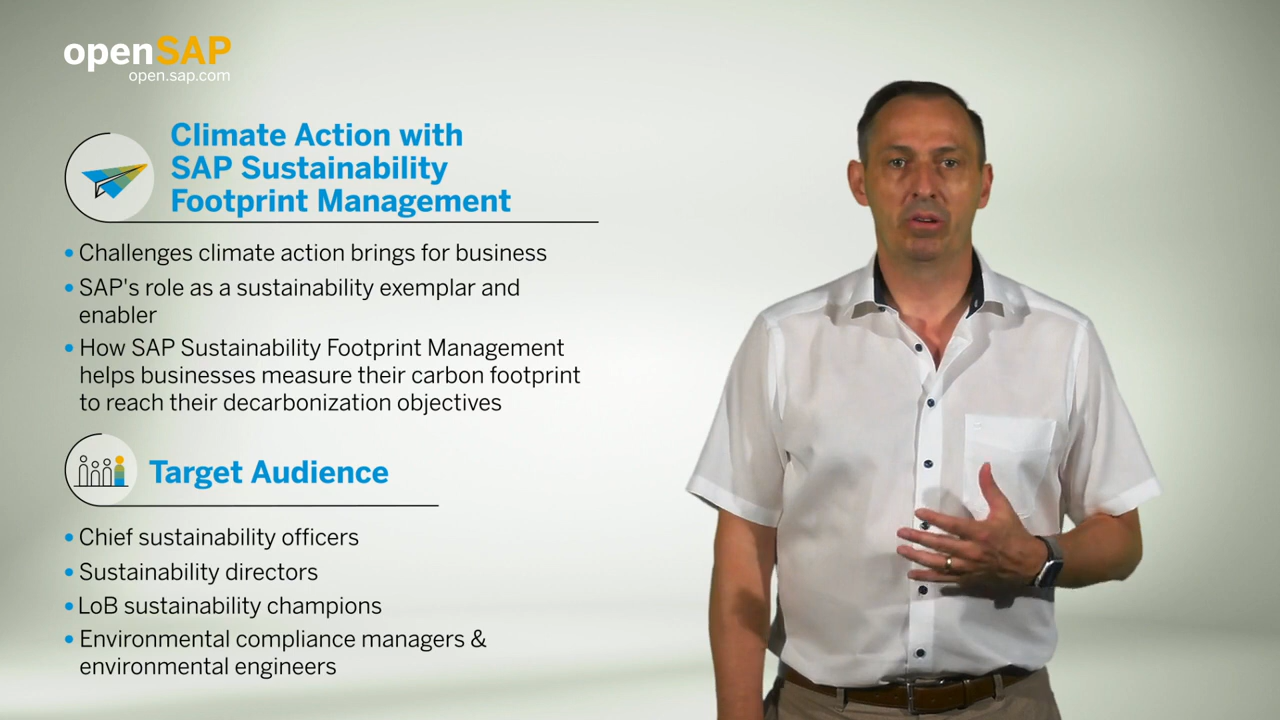 openSAP
open.sap.com
Climate Action with
SAP Sustainability
Footprint Management
• Challenges climate action brings for business
• SAP's role as a sustainability exemplar and
enabler
• How SAP Sustainability Footprint Management
helps businesses measure their carbon footprint
to reach their decarbonization objectives
Target Audience
• Chief sustainability officers
• Sustainability directors
• LoB sustainability champions
• Environmental compliance managers &
environmental engineers